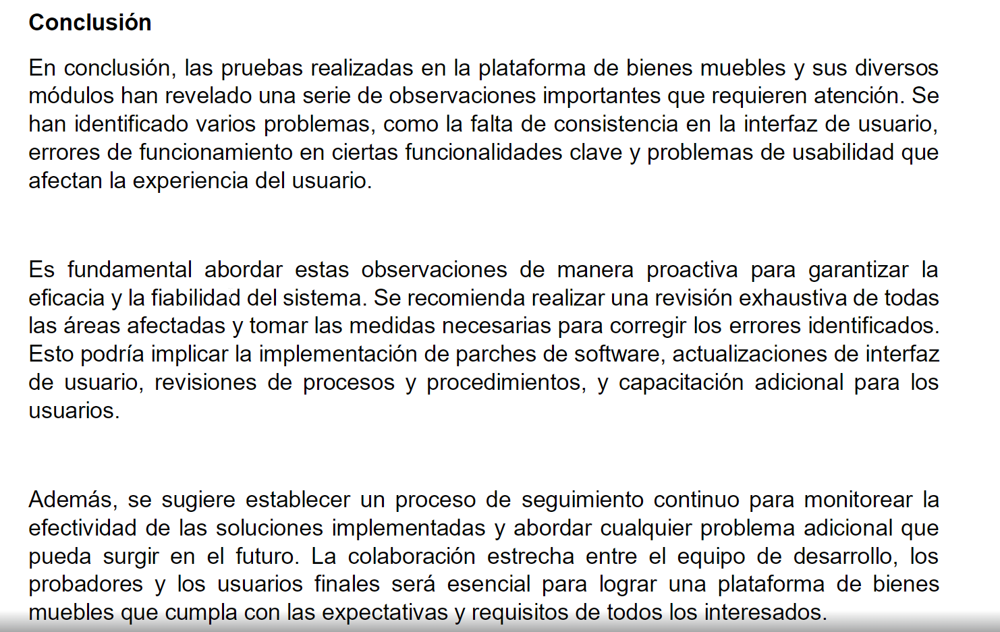 Conclusión
En conclusión, las pruebas realizadas en la plataforma de bienes muebles y sus diversos
módulos han revelado una serie de observaciones importantes que requieren atención. Se
han identificado varios problemas, como la falta de consistencia en la interfaz de usuario,
errores de funcionamiento en ciertas funcionalidades clave y problemas de usabilidad que
afectan la experiencia del usuario.
Es fundamental abordar estas observaciones de manera proactiva para garantizar la
eficacia y la fiabilidad del sistema. Se recomienda realizar una revisión exhaustiva de todas
las áreas afectadas y tomar las medidas necesarias para corregir los errores identificados.
Esto podría implicar la implementación de parches de software, actualizaciones de interfaz
de usuario, revisiones de procesos y procedimientos, y capacitación adicional para los
usuarios.
Además, se sugiere establecer un proceso de seguimiento continuo para monitorear la
efectividad de las soluciones implementadas y abordar cualquier problema adicional que
pueda surgir en el futuro. La colaboración estrecha entre el equipo de desarrollo, los
probadores y los usuarios finales será esencial para lograr una plataforma de bienes
muebles que cumpla con las expectativas y requisitos de todos los interesados.